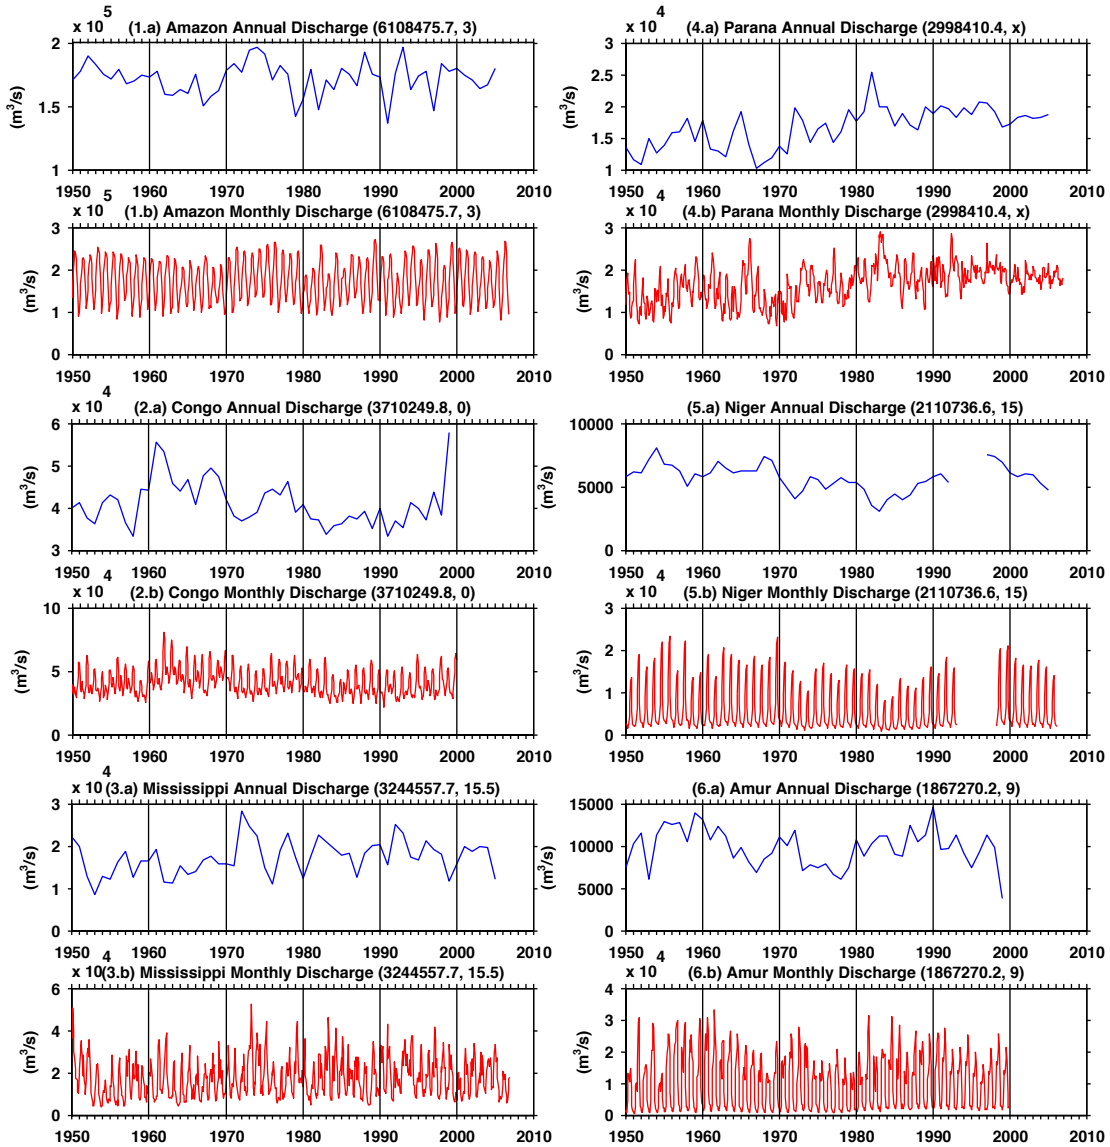 x 10 5
(1.a) Amazon Annual Discharge (6108475.7, 3)
2
1.5
1
(m3/s)
1950 1960 1970 1980 1990 2000 2010
x 10 5
(1.b) Amazon Monthly Discharge (6108475.7, 3)
3
2
1
0
(m3/s)
1950 1960 1970 1980 1990 2000 2010
x 10 4
(2.a) Congo Annual Discharge (3710249.8, 0)
6
5
4
3
(m3/s)
1950 1960 1970 1980 1990 2000 2010
x 10 4
(2.b) Congo Monthly Discharge (3710249.8, 0)
10
5
0
(m3/s)
1950 1960 1970 1980 1990 2000 2010
x 10 4
(3.a) Mississippi Annual Discharge (3244557.7, 15.5)
3
2
1
0
(m3/s)
1950 1960 1970 1980 1990 2000 2010
x 10 4
(3.b) Mississippi Monthly Discharge (3244557.7, 15.5)
6
4
2
0
(m3/s)
1950 1960 1970 1980 1990 2000 2010
x 10 4
(4.a) Parana Annual Discharge (2998410.4, x)
3
2.5
2
1.5
1
(m3/s)
1950 1960 1970 1980 1990 2000 2010
x 10 4
(4.b) Parana Monthly Discharge (2998410.4, x)
3
2
1
0
(m3/s)
1950 1960 1970 1980 1990 2000 2010
(5.a) Niger Annual Discharge (2110736.6, 15)
10000
5000
0
(m3/s)
1950 1960 1970 1980 1990 2000 2010
x 10 4
(5.b) Niger Monthly Discharge (2110736.6, 15)
3
2
1
0
(m3/s)
1950 1960 1970 1980 1990 2000 2010
(6.a) Amur Annual Discharge (1867270.2, 9)
15000
10000
5000
0
(m3/s)
1950 1960 1970 1980 1990 2000 2010
x 10 4
(6.b) Amur Monthly Discharge (1867270.2, 9)
4
3
2
1
0
(m3/s)
1950 1960 1970 1980 1990 2000 2010